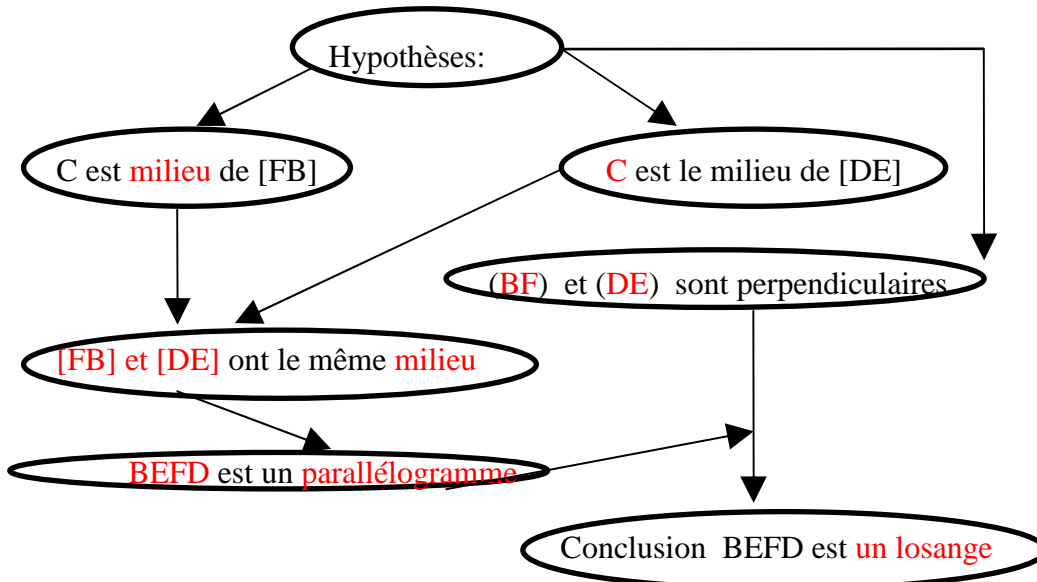 Hypothèses:
C est milieu de [FB]
C est le milieu de [DE]
(BF) et (DE) sont perpendiculaires
[FB] et [DE] ont le même milieu
BEFD est un parallélogramme
Conclusion BEFD est un losange